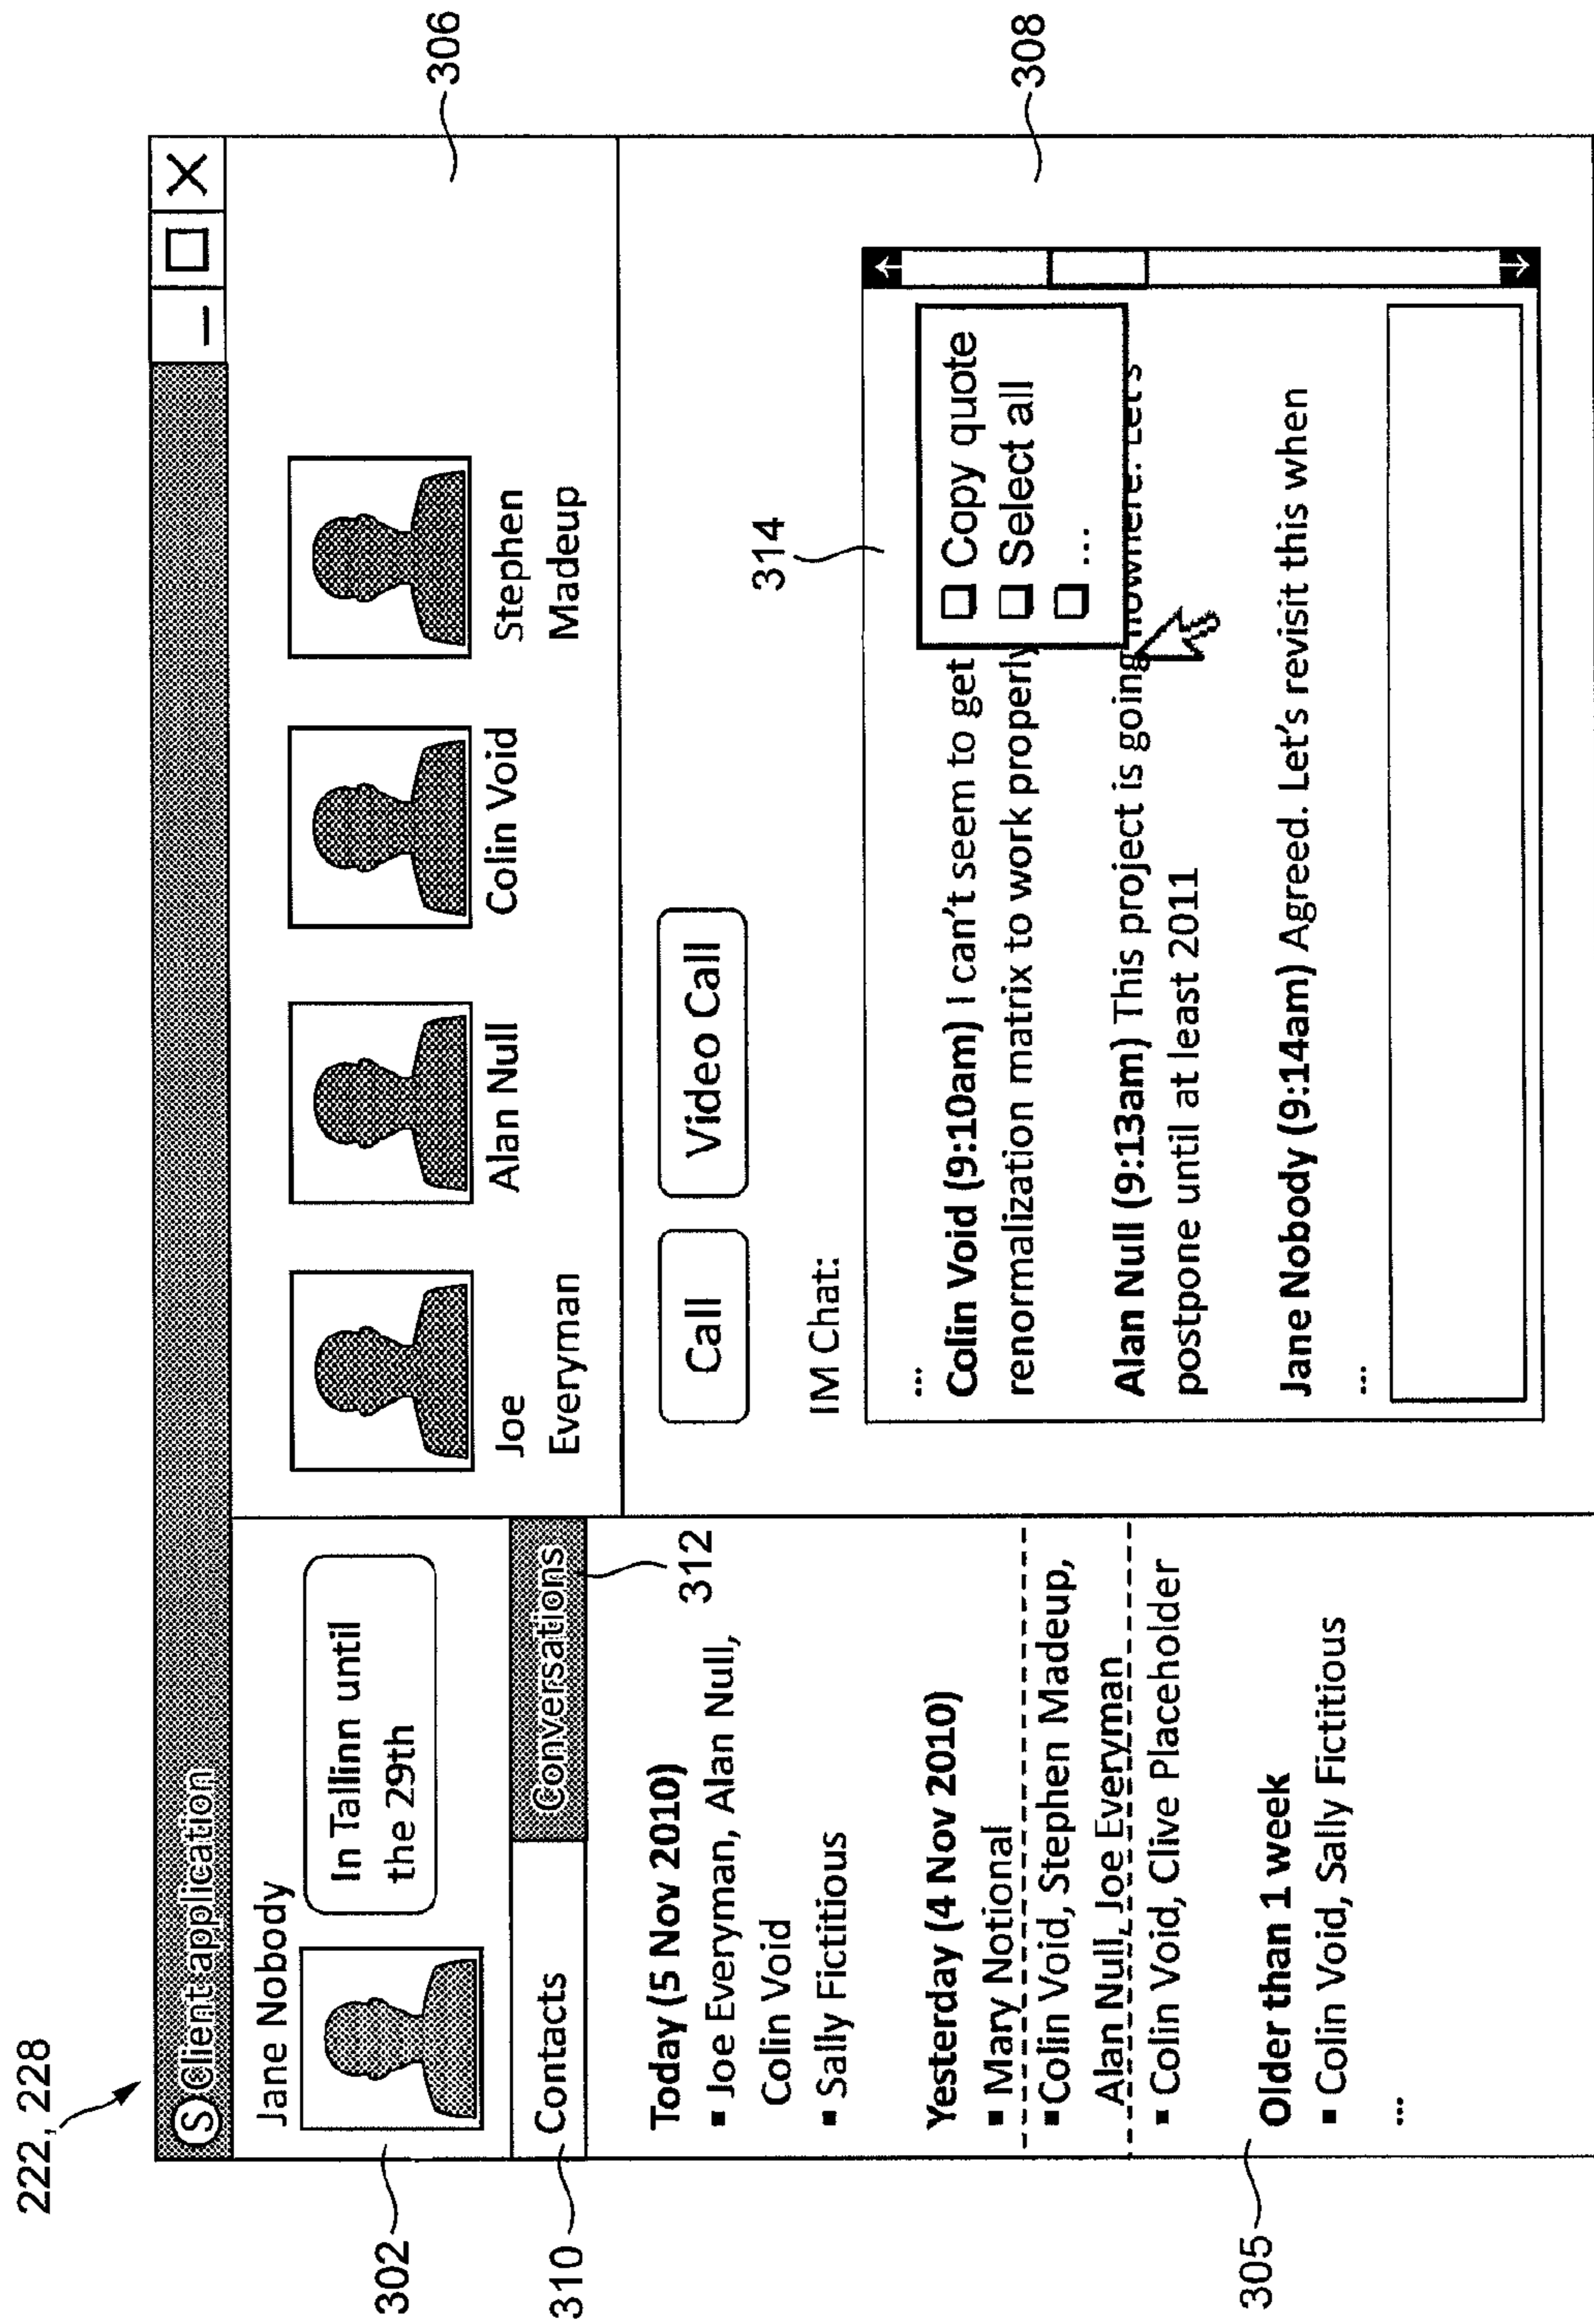 222, 228
S Client application
Jane Nobody
In Tallinn until
the 29th
302
310
Contacts
Conversations
312
Today (5 Nov 2010)
▪ Joe Everyman, Alan Null,
Colin Void
▪ Sally Fictitious
Yesterday (4 Nov 2010)
▪ Mary Notional
▪ Colin Void, Stephen Madeup,
Alan Null, Joe Everyman
▪ Colin Void, Clive Placeholder
Older than 1 week
▪ Colin Void, Sally Fictitious
...
305
Joe
Everyman
Alan Null
Colin Void
Stephen
Madeup
306
Call
Video Call
308
IM Chat:
314
...
Colin Void (9:10am) I can't seem to get
renormalization matrix to work properly
Alan Null (9:13am) This project is going nowhere. Let's
postpone until at least 2011
Jane Nobody (9:14am) Agreed. Let's revisit this when
...
❑ Copy quote
❑ Select all
❑ ...